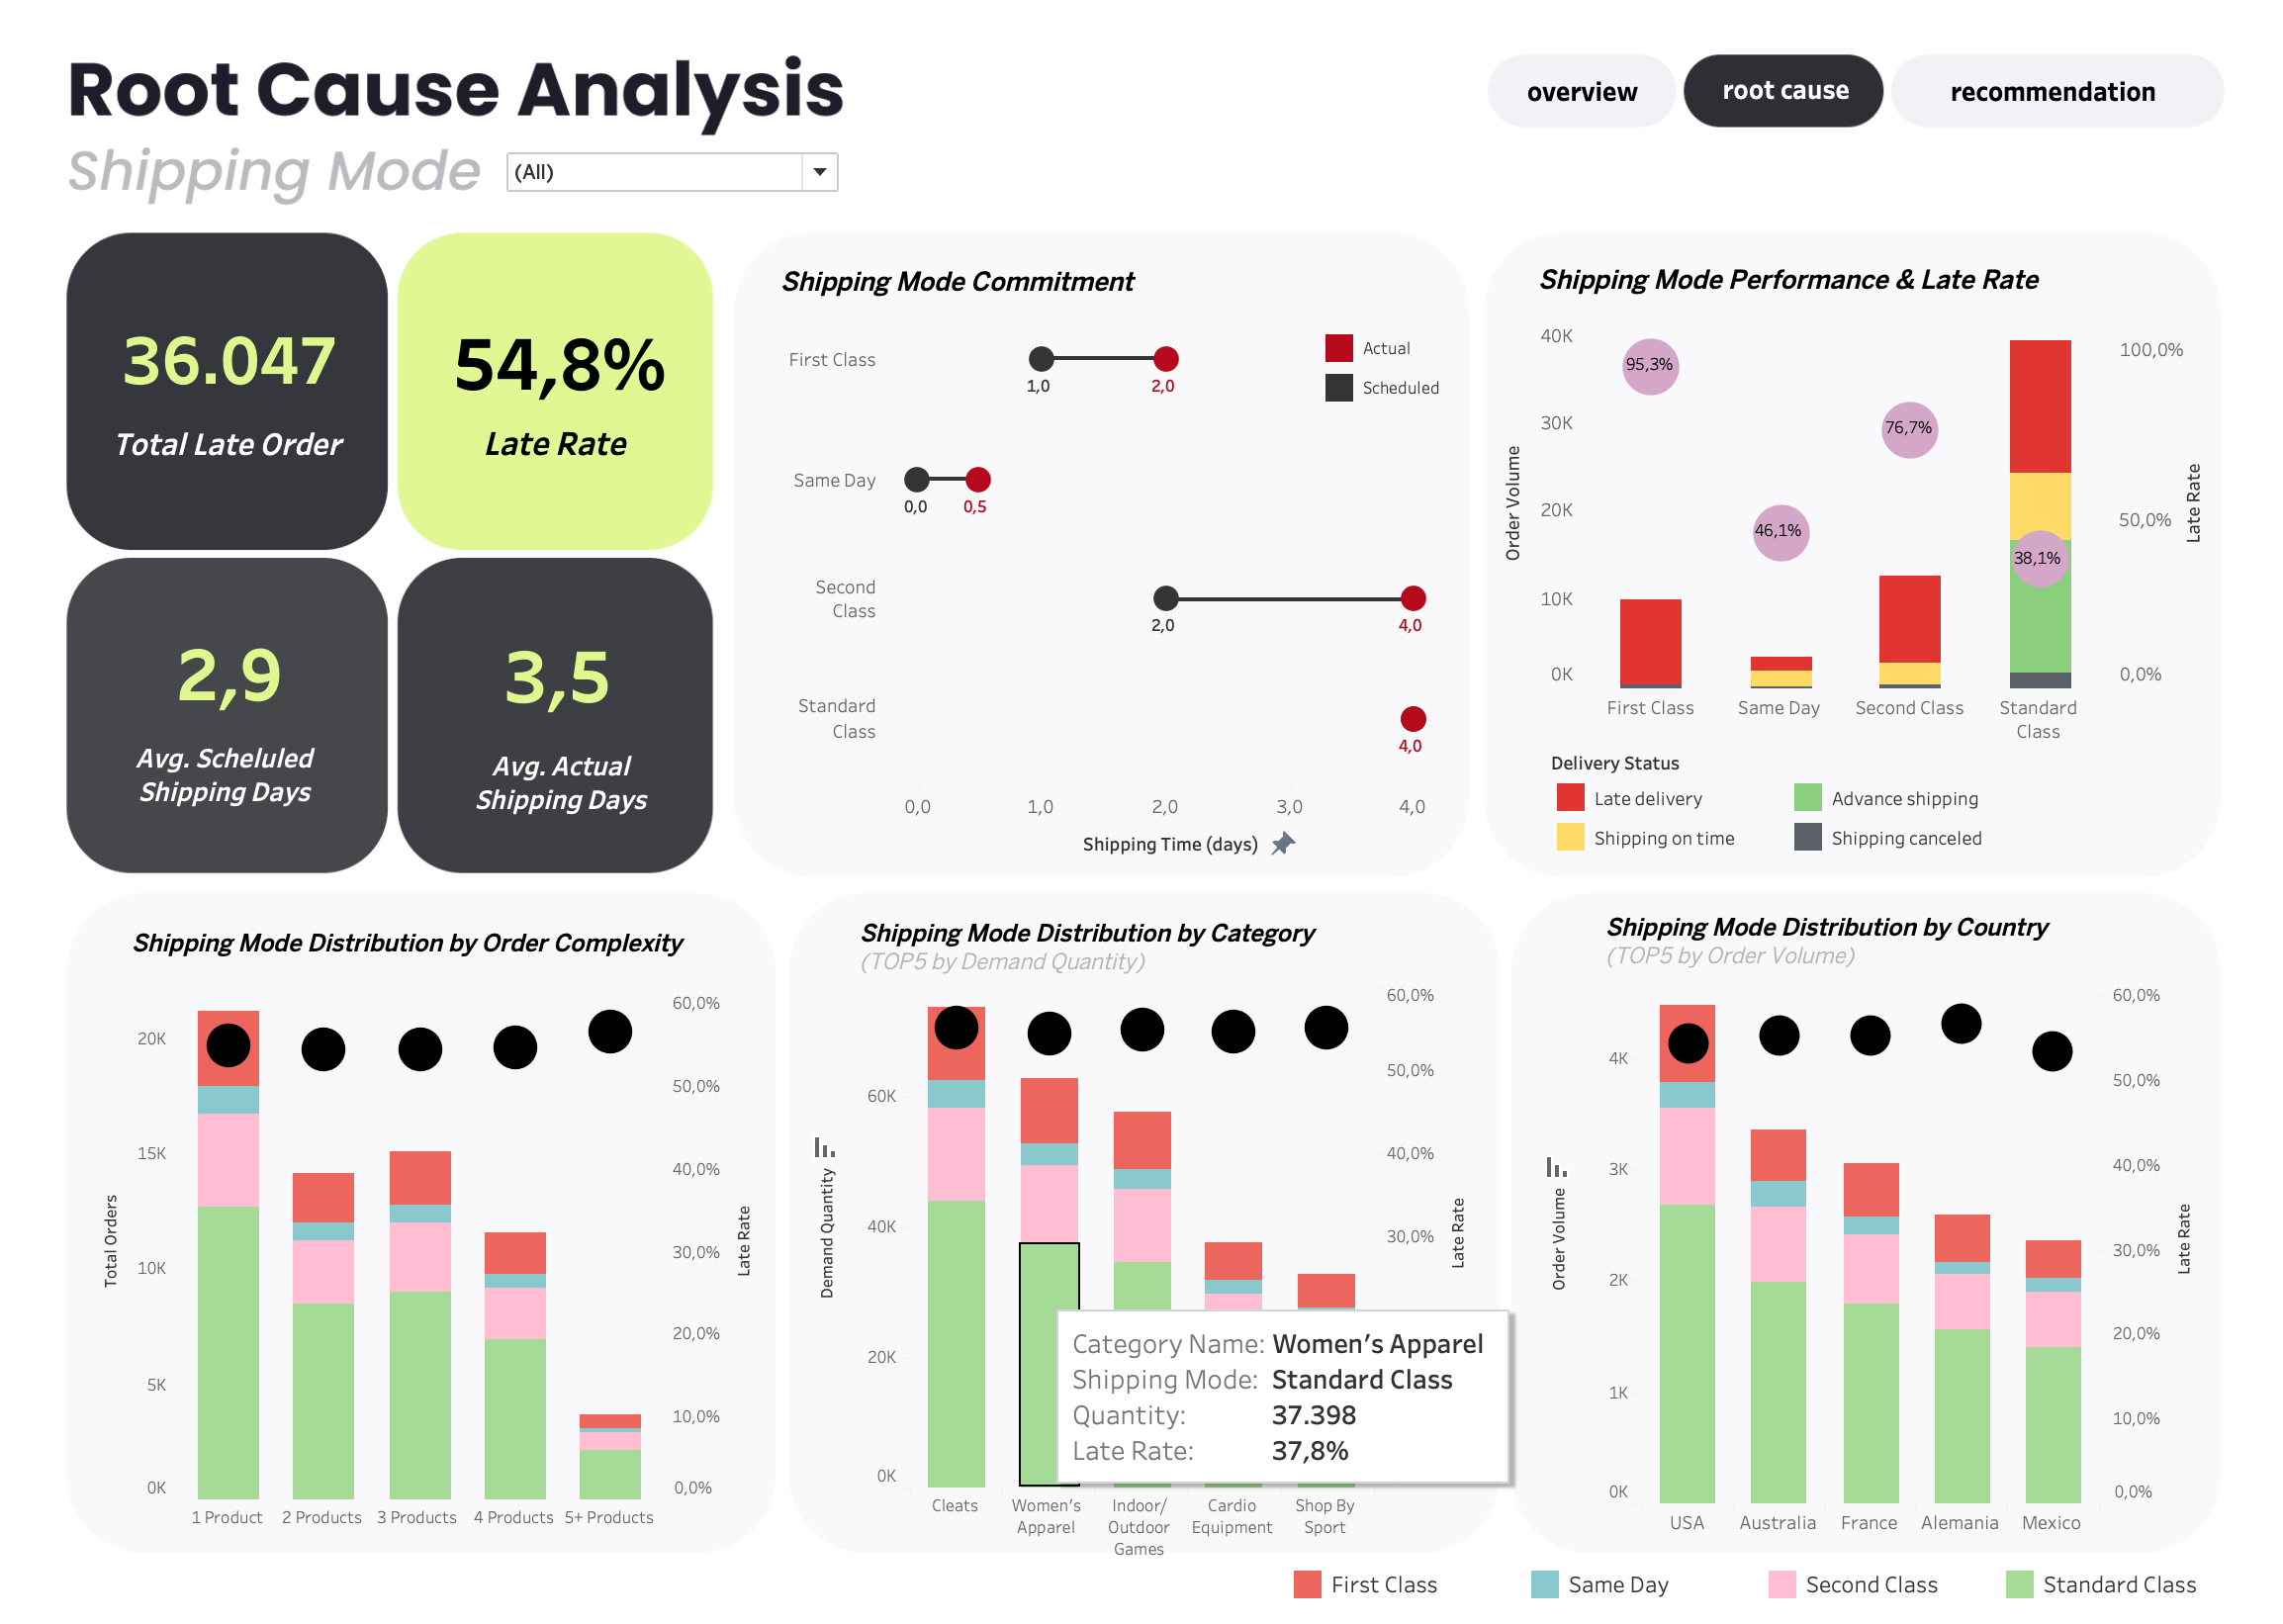 Root Cause Analysis
overview
root cause
recommendation
Shipping Mode
(All)
36.047
Total Late Order
54,8%
Late Rate
2,9
Avg. Scheluled
Shipping Days
3,5
Avg. Actual
Shipping Days
Shipping Mode Commitment
Actual
Scheduled
First Class
1,0
2,0
Same Day
0,0
0,5
Second
Class
2,0
4,0
Standard
Class
4,0
0,0
1,0
2,0
3,0
4,0
Shipping Time (days)
Shipping Mode Performance & Late Rate
Order Volume
40K
30K
20K
10K
0K
95,3%
46,1%
76,7%
38,1%
100,0%
50,0%
0,0%
Late Rate
First Class
Same Day
Second Class
Standard
Class
Delivery Status
Late delivery
Advance shipping
Shipping on time
Shipping canceled
Shipping Mode Distribution by Order Complexity
Total Orders
20K
15K
10K
5K
0K
60,0%
50,0%
40,0%
30,0%
20,0%
10,0%
0,0%
Late Rate
1 Product
2 Products
3 Products
4 Products
5+ Products
Shipping Mode Distribution by Category
(TOP5 by Demand Quantity)
Demand Quantity
60K
40K
20K
0K
60,0%
50,0%
40,0%
30,0%
Late Rate
Category Name: Women's Apparel
Shipping Mode: Standard Class
Quantity: 37.398
Late Rate: 37,8%
Cleats
Women's
Apparel
Indoor/
Outdoor
Games
Cardio
Equipment
Shop By
Sport
Shipping Mode Distribution by Country
(TOP5 by Order Volume)
Order Volume
4K
3K
2K
1K
0K
60,0%
50,0%
40,0%
30,0%
20,0%
10,0%
0,0%
Late Rate
USA
Australia
France
Alemania
Mexico
First Class
Same Day
Second Class
Standard Class